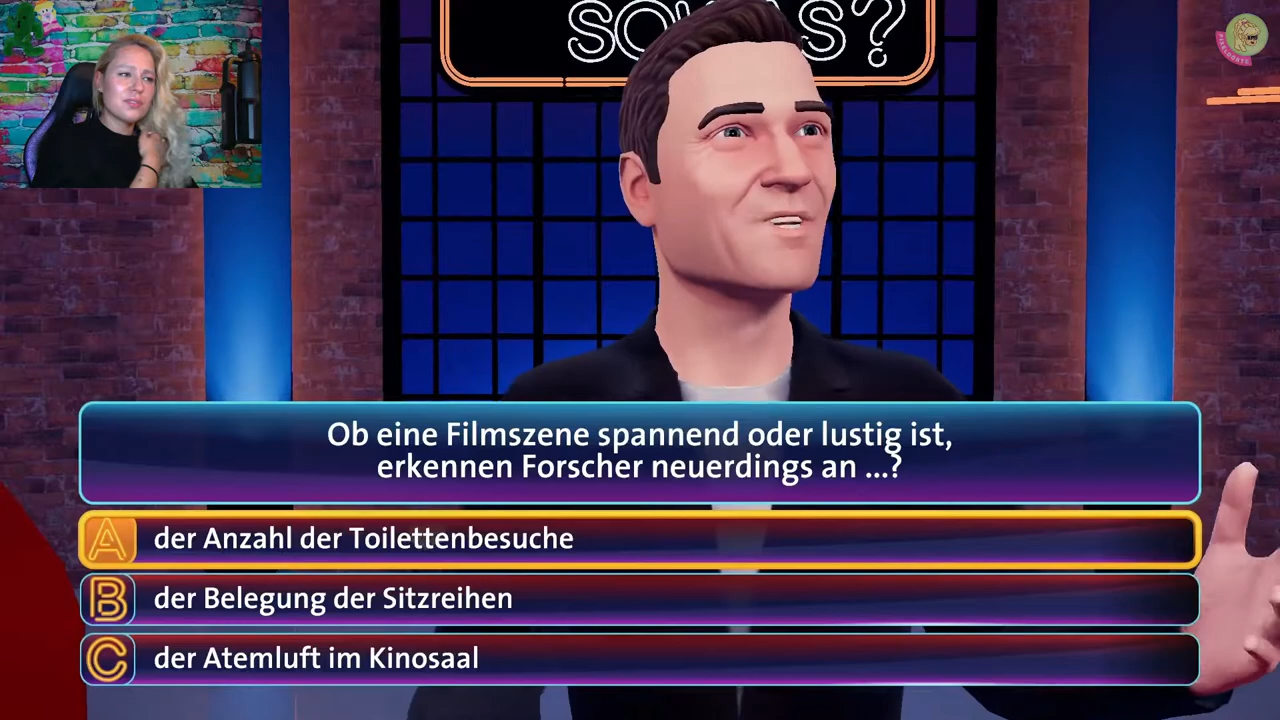 Ob eine Filmszene spannend oder lustig ist,
erkennen Forscher neuerdings an ...?
A der Anzahl der Toilettenbesuche
B der Belegung der Sitzreihen
C der Atemluft im Kinosaal